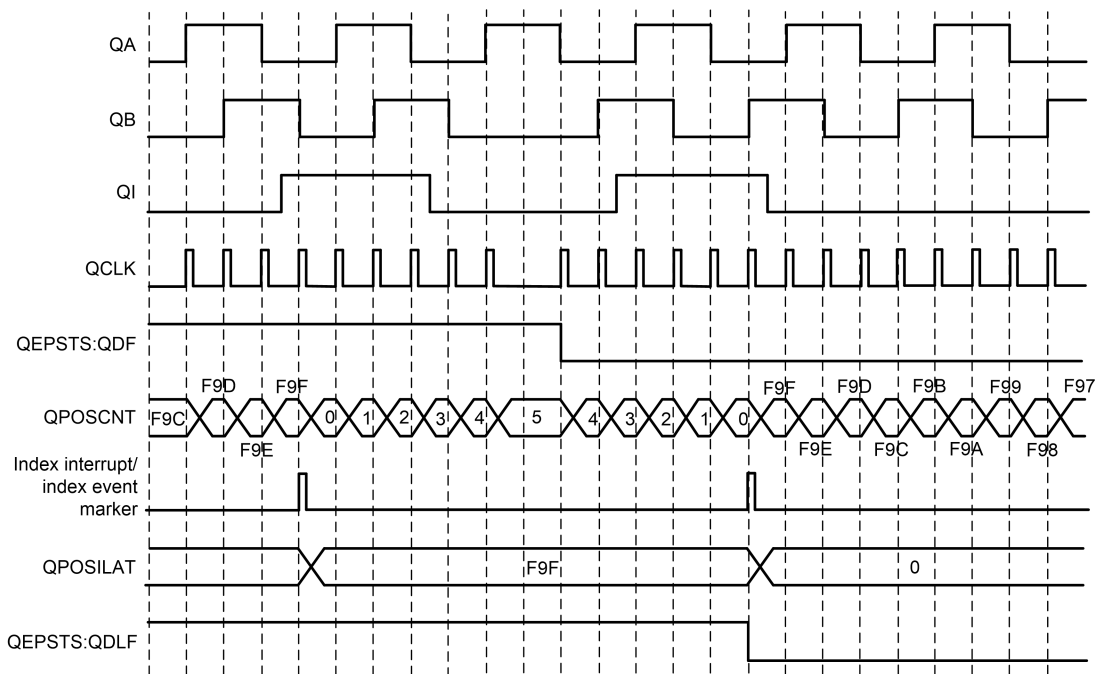 QA
QB
QI
QCLK
QEPSTS:QDF
F9D F9F F9F F9D F9B F99 F97
QPOSCNT F9C 0 1 2 3 4 5 4 3 2 1 0
F9E F9E F9C F9A F98
Index interrupt/
index event
marker
QPOSILAT F9F 0
QEPSTS:QDLF